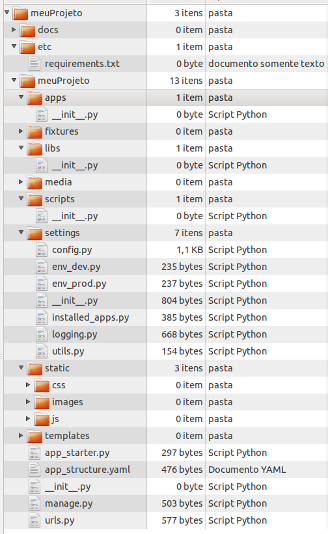 meuProjeto 3 itens pasta
docs 0 item pasta
etc 1 item pasta
requirements.txt 0 byte documento somente texto
meuProjeto 13 itens pasta
apps 1 item pasta
__init__.py 0 byte Script Python
fixtures 0 item pasta
libs 1 item pasta
__init__.py 0 byte Script Python
media 0 item pasta
scripts 1 item pasta
__init__.py 0 byte Script Python
settings 7 itens pasta
config.py 1,1 KB Script Python
env_dev.py 235 bytes Script Python
env_prod.py 237 bytes Script Python
__init__.py 804 bytes Script Python
installed_apps.py 385 bytes Script Python
logging.py 668 bytes Script Python
utils.py 154 bytes Script Python
static 3 itens pasta
css 0 item pasta
images 0 item pasta
js 0 item pasta
templates 0 item pasta
app_starter.py 297 bytes Script Python
app_structure.yaml 476 bytes Documento YAML
__init__.py 0 byte Script Python
manage.py 503 bytes Script Python
urls.py 577 bytes Script Python